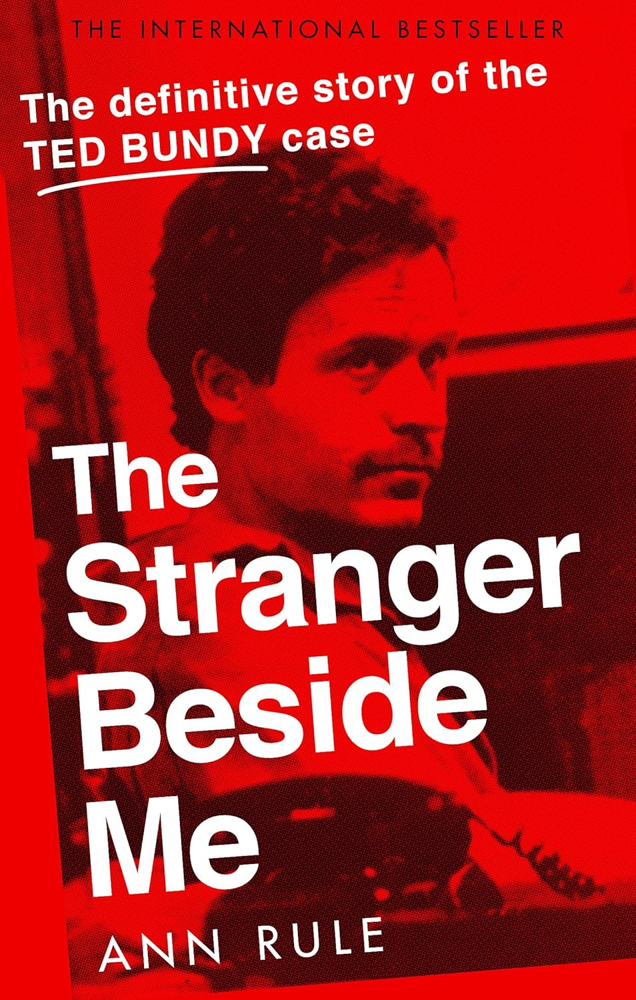 THE INTERNATIONAL BESTSELLER
The definitive story of the
TED BUNDY case
The
Stranger
Beside
Me
ANN RULE